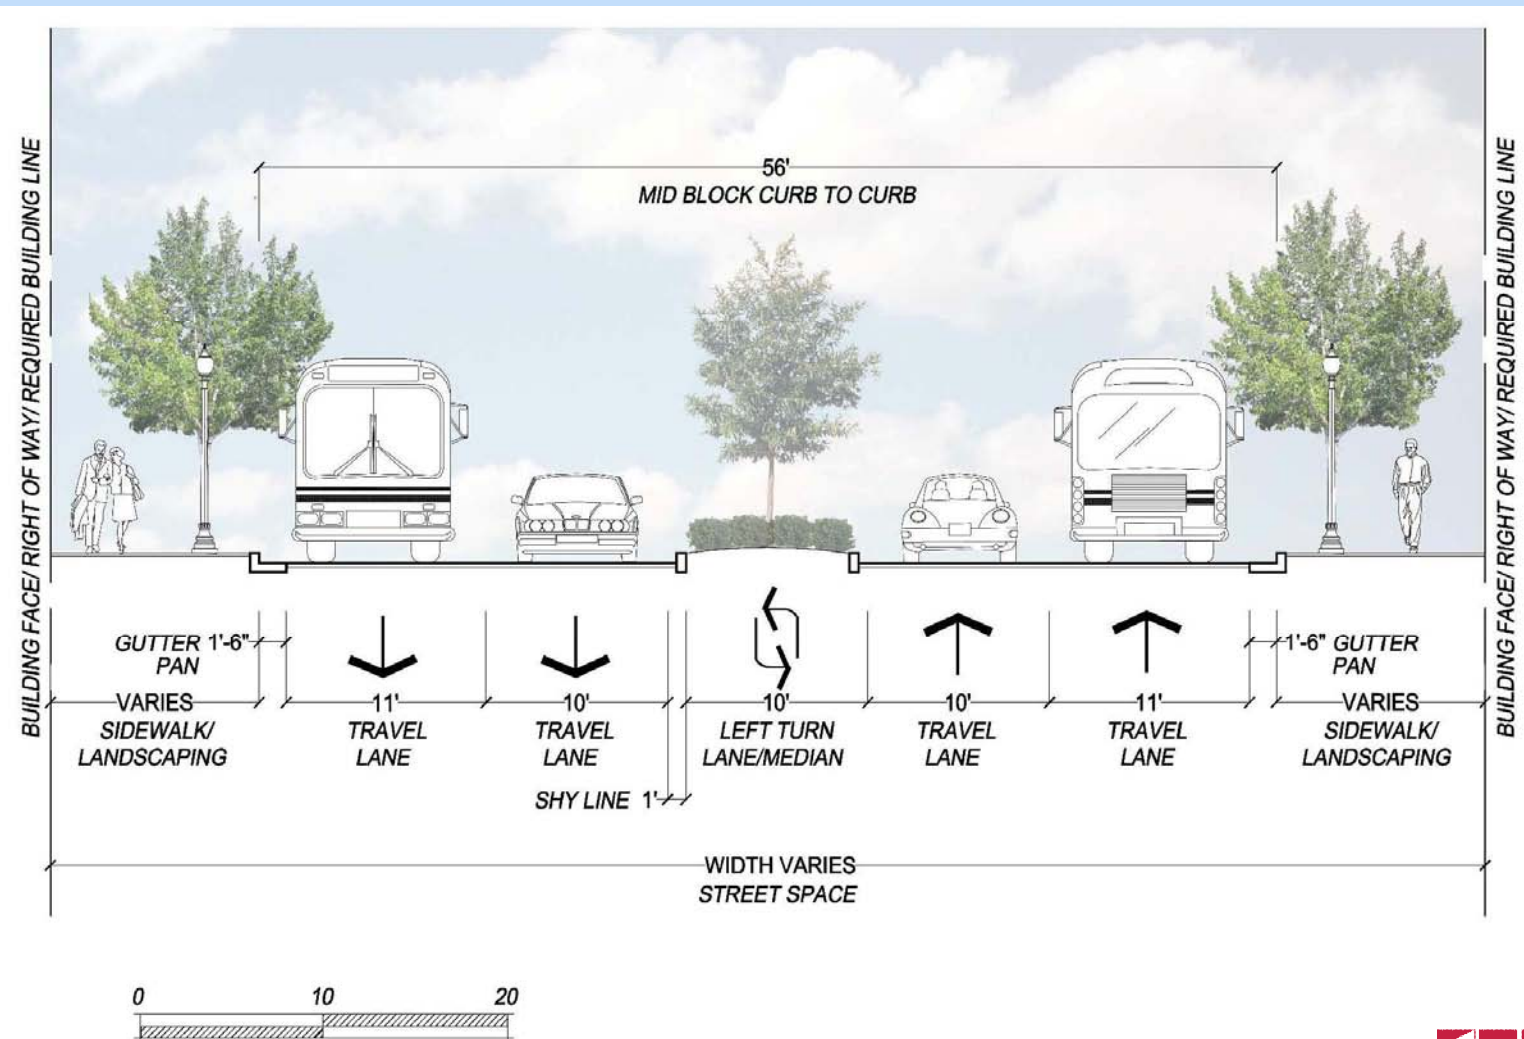 BUILDING FACE/ RIGHT OF WAY/ REQUIRED BUILDING LINE
BUILDING FACE/ RIGHT OF WAY/ REQUIRED BUILDING LINE
56'
MID BLOCK CURB TO CURB
GUTTER 1'-6"
PAN
1'-6" GUTTER
PAN
VARIES
SIDEWALK/
LANDSCAPING
11'
TRAVEL
LANE
10'
TRAVEL
LANE
10'
LEFT TURN
LANE/MEDIAN
10'
TRAVEL
LANE
11'
TRAVEL
LANE
VARIES
SIDEWALK/
LANDSCAPING
SHY LINE 1'
WIDTH VARIES
STREET SPACE
0 10 20